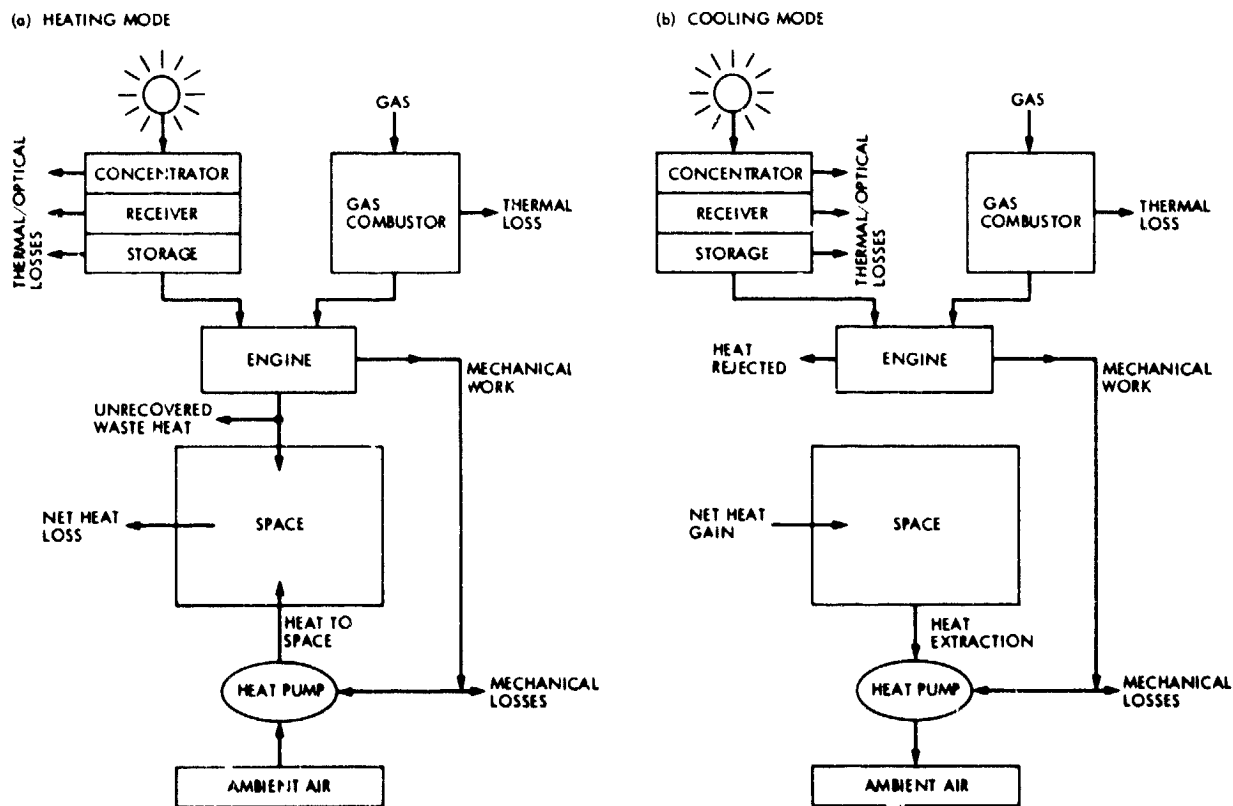 (a) HEATING MODE
GAS
THERMAL/OPTICAL
LOSSES
CONCENTRATOR
RECEIVER
STORAGE
GAS
COMBUSTOR
THERMAL
LOSS
ENGINE
MECHANICAL
WORK
UNRECOVERED
WASTE HEAT
NET HEAT
LOSS
SPACE
HEAT TO
SPACE
HEAT PUMP
MECHANICAL
LOSSES
AMBIENT AIR
(b) COOLING MODE
GAS
CONCENTRATOR
RECEIVER
STORAGE
THERMAL/OPTICAL
LOSSES
GAS
COMBUSTOR
THERMAL
LOSS
HEAT
REJECTED
ENGINE
MECHANICAL
WORK
NET HEAT
GAIN
SPACE
HEAT
EXTRACTION
HEAT PUMP
MECHANICAL
LOSSES
AMBIENT AIR